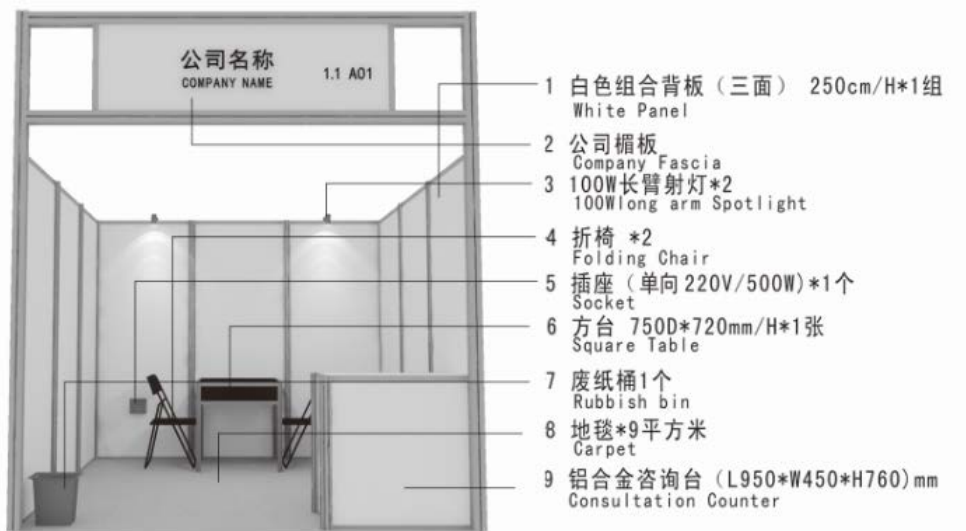 公司名称
COMPANY NAME
1.1 A01
1 白色组合背板（三面） 250cm/H*1组
White Panel
2 公司楣板
Company Fascia
3 100W长臂射灯*2
100Wlong arm Spotlight
4 折椅 *2
Folding Chair
5 插座（单向220V/500W)*1个
Socket
6 方台 750D*720mm/H*1张
Square Table
7 废纸桶1个
Rubbish bin
8 地毯*9平方米
Carpet
9 铝合金咨询台（L950*W450*H760)mm
Consultation Counter